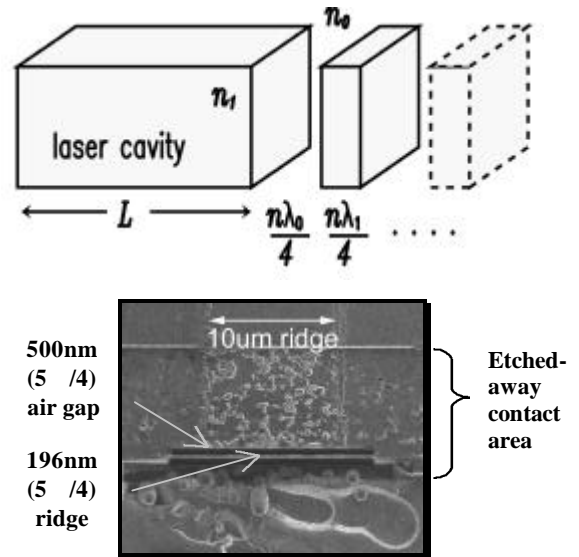 n₀
n₁
laser cavity
L
nλ₀/4 nλ₁/4 ....
10um ridge
500nm
(5 /4)
air gap
196nm
(5 /4)
ridge
Etched-
away
contact
area